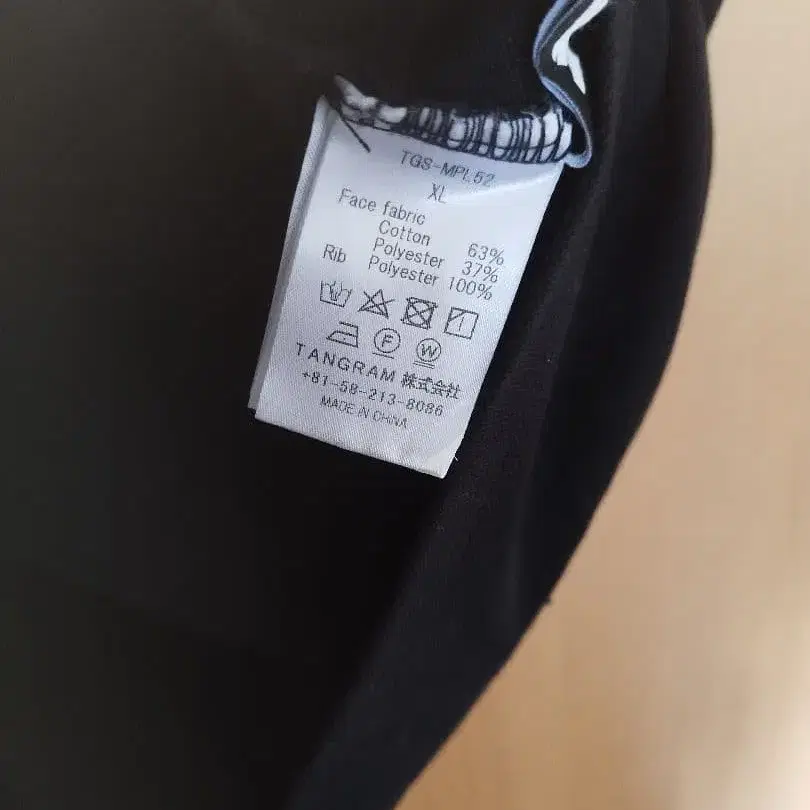 TGS-MPL52
XL
Face fabric
Cotton 63%
Polyester 37%
Rib Polyester 100%
F W
TANGRAM 株式会社
+81-58-213-8086
MADE IN CHINA